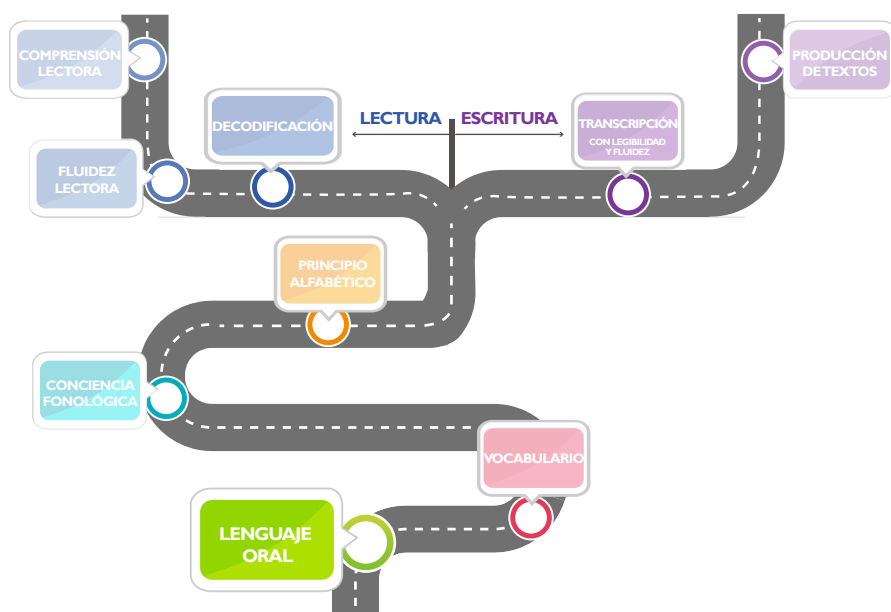 COMPRENSIÓN
LECTORA
PRODUCCIÓN
DE TEXTOS
DECODIFICACIÓN
LECTURA
ESCRITURA
TRANSCRIPCIÓN
CON LEGIBILIDAD
Y FLUIDEZ
FLUIDEZ
LECTORA
PRINCIPIO
ALFABÉTICO
CONCIENCIA
FONOLÓGICA
VOCABULARIO
LENGUAJE
ORAL